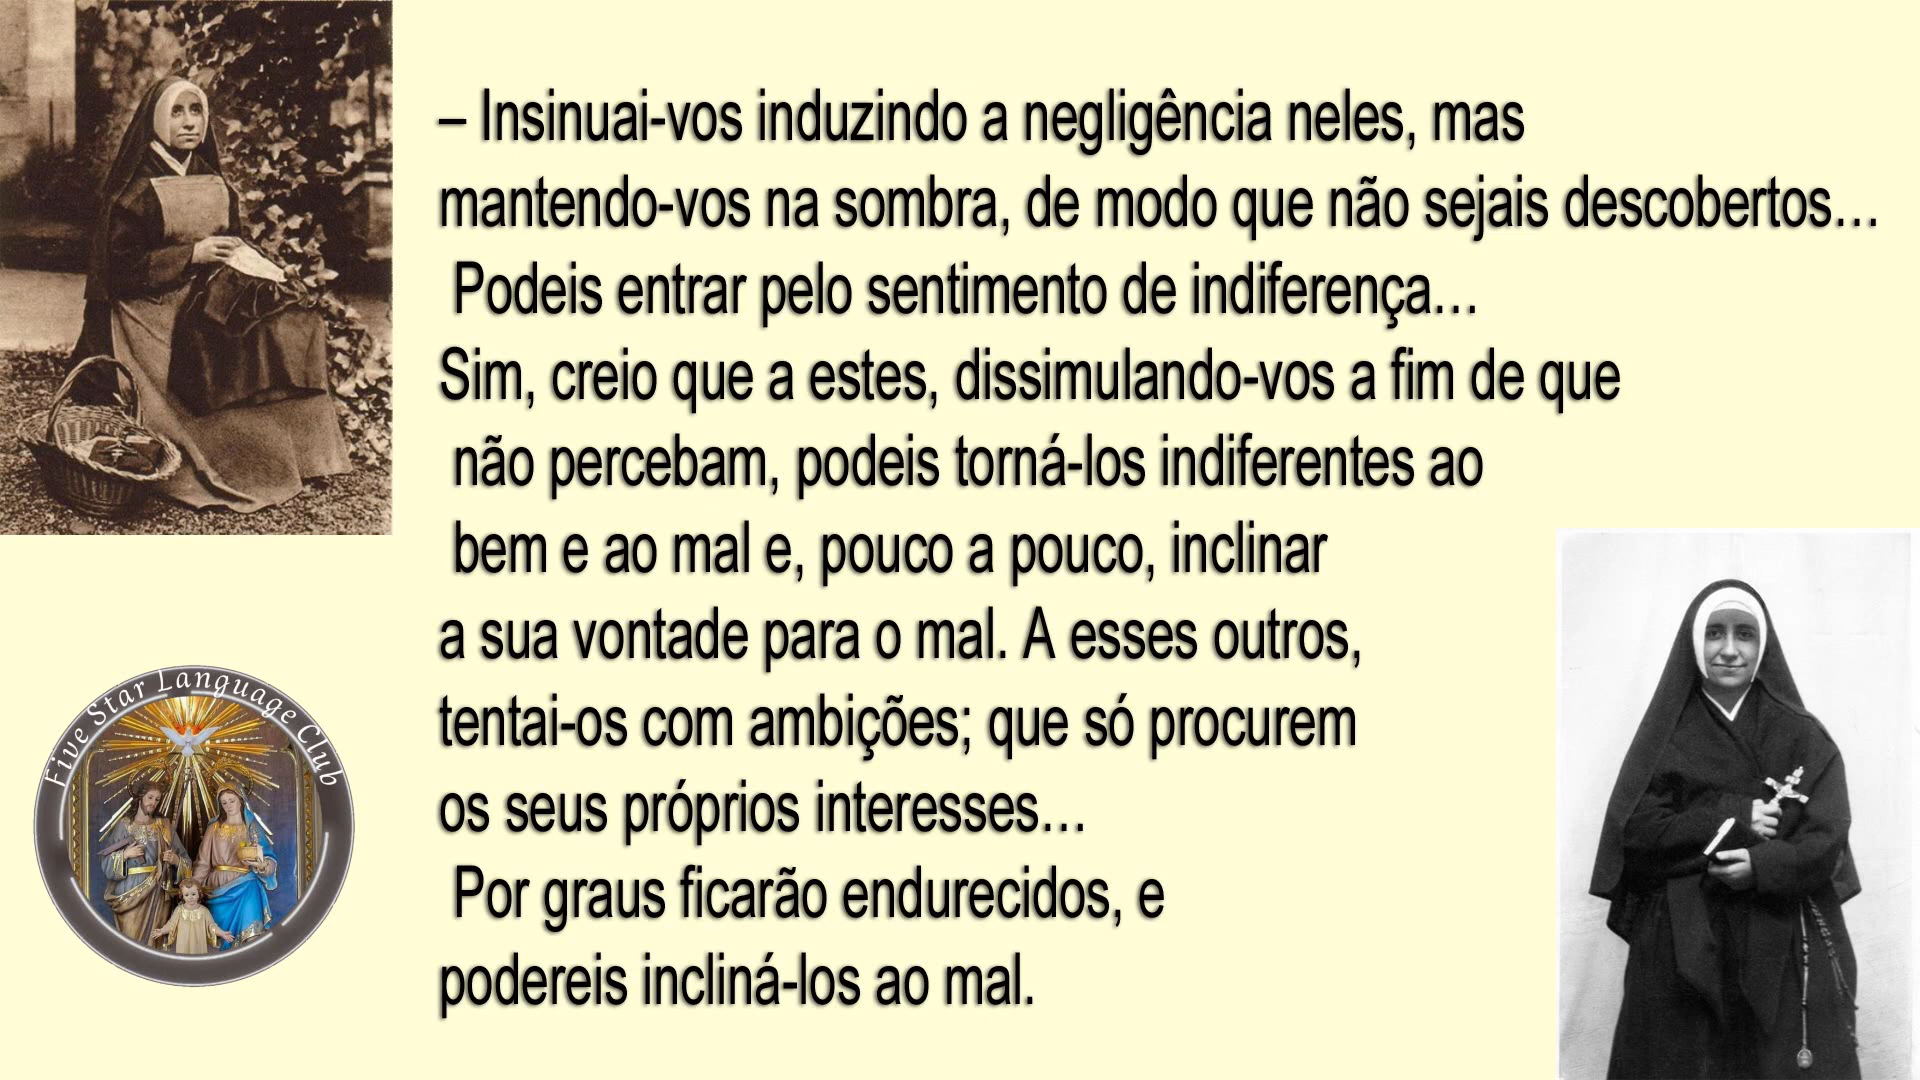 – Insinuai-vos induzindo a negligência neles, mas
mantendo-vos na sombra, de modo que não sejais descobertos…
Podeis entrar pelo sentimento de indiferença…
Sim, creio que a estes, dissimulando-vos a fim de que
não percebam, podeis torná-los indiferentes ao
bem e ao mal e, pouco a pouco, inclinar
a sua vontade para o mal. A esses outros,
tentai-os com ambições; que só procurem
os seus próprios interesses…
Por graus ficarão endurecidos, e
podereis incliná-los ao mal.
Five Star Language Club